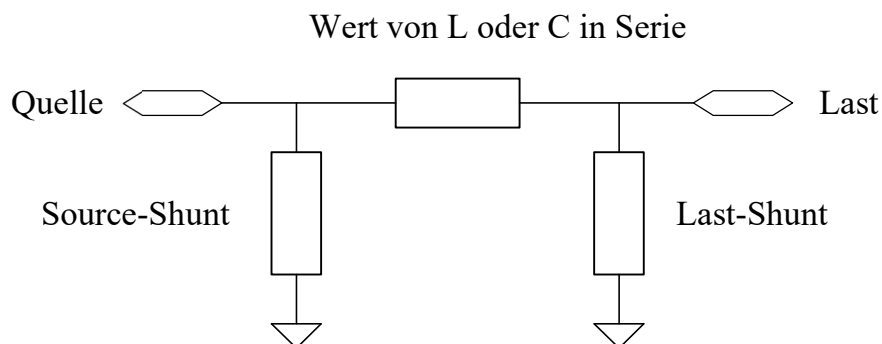 Wert von L oder C in Serie
Quelle
Last
Source-Shunt
Last-Shunt